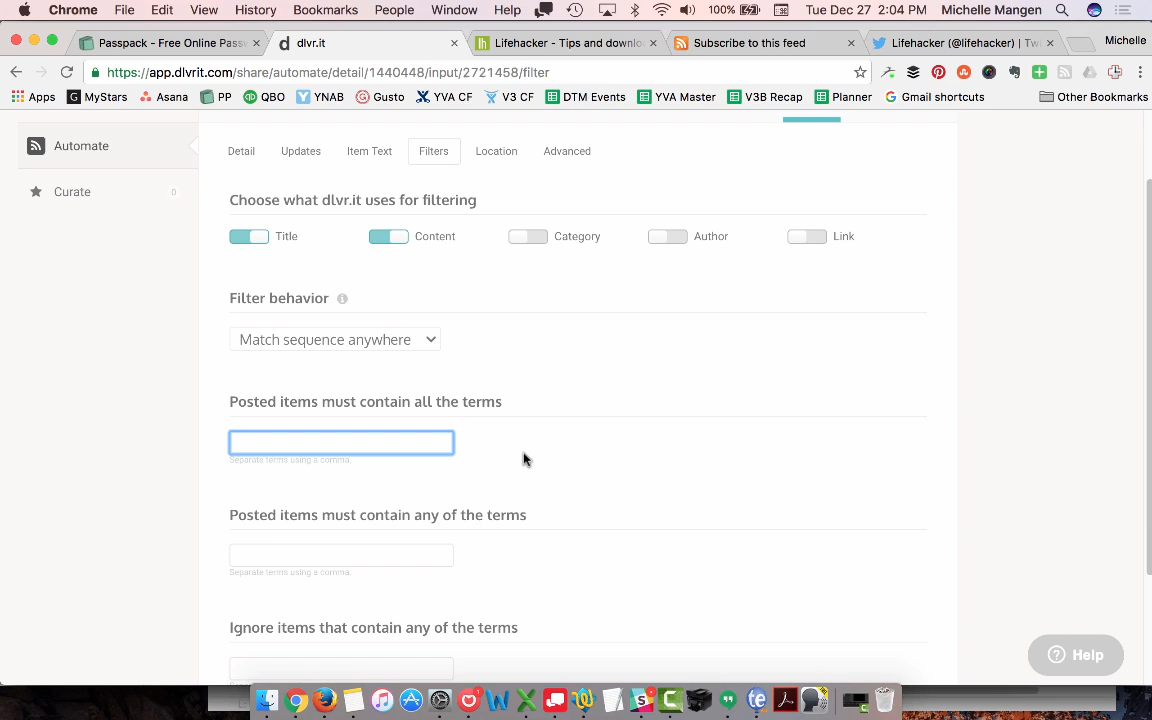 Chrome File Edit View History Bookmarks People Window Help 100% Tue Dec 27 2:04 PM Michelle Mangen
Passpack - Free Online Pass dlvr.it Lifehacker - Tips and downlo Subscribe to this feed Lifehacker (@lifehacker) | Tw Michelle
https://app.dlvrit.com/share/automate/detail/1440448/input/2721458/filter
Apps MyStars Asana PP QBO YNAB Gusto YVA CF V3 CF DTM Events YVA Master V3B Recap Planner Gmail shortcuts Other Bookmarks
Automate
Curate 0
Detail Updates Item Text Filters Location Advanced
Choose what dlvr.it uses for filtering
Title Content Category Author Link
Filter behavior
Match sequence anywhere
Posted items must contain all the terms
Separate terms using a comma.
Posted items must contain any of the terms
Separate terms using a comma.
Ignore items that contain any of the terms
Help